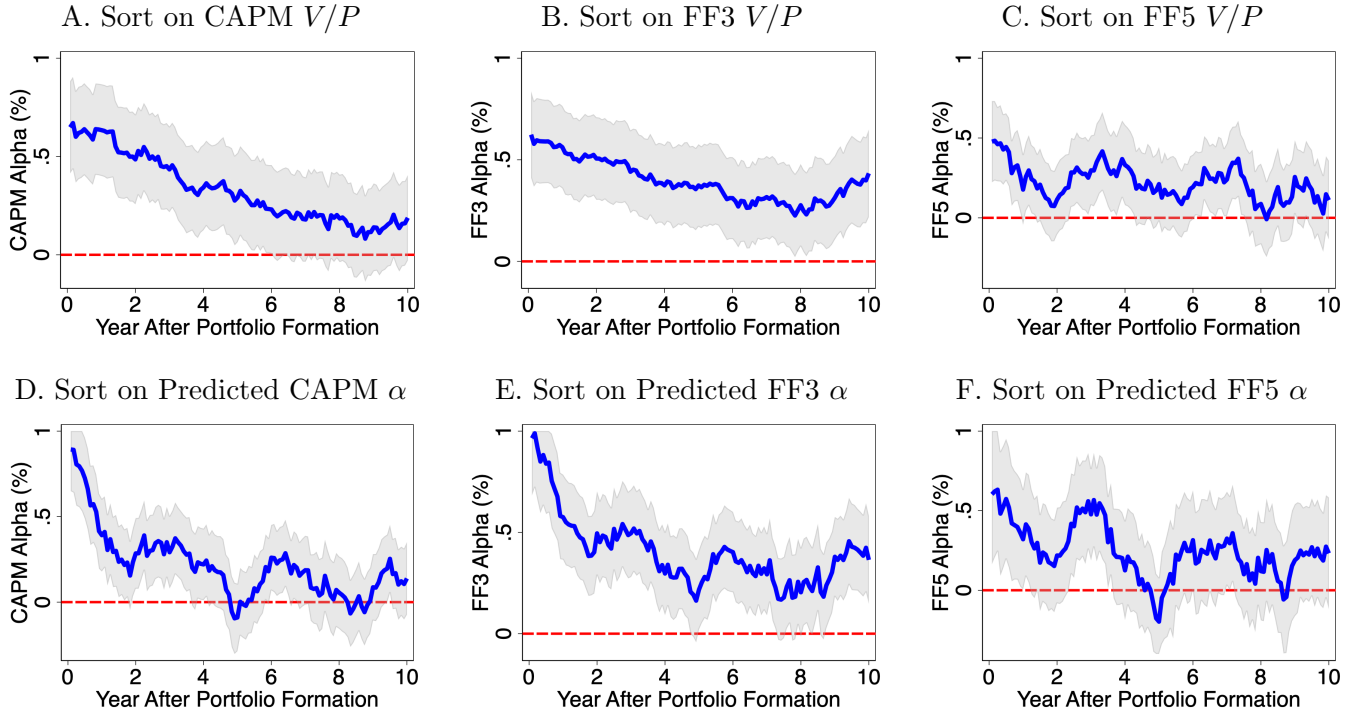 A. Sort on CAPM V/P
CAPM Alpha (%)
1
.5
0
0 2 4 6 8 10
Year After Portfolio Formation
B. Sort on FF3 V/P
FF3 Alpha (%)
1
.5
0
0 2 4 6 8 10
Year After Portfolio Formation
C. Sort on FF5 V/P
FF5 Alpha (%)
1
.5
0
0 2 4 6 8 10
Year After Portfolio Formation
D. Sort on Predicted CAPM α
CAPM Alpha (%)
1
.5
0
0 2 4 6 8 10
Year After Portfolio Formation
E. Sort on Predicted FF3 α
FF3 Alpha (%)
1
.5
0
0 2 4 6 8 10
Year After Portfolio Formation
F. Sort on Predicted FF5 α
FF5 Alpha (%)
1
.5
0
0 2 4 6 8 10
Year After Portfolio Formation